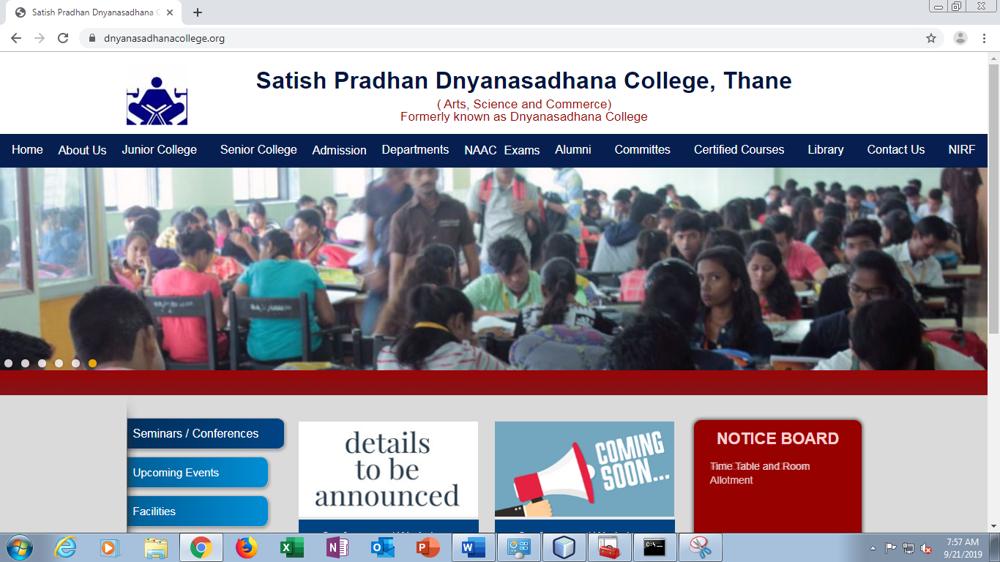 Satish Pradhan Dnyanasadhana C
dnyanasadhanacollege.org
Satish Pradhan Dnyanasadhana College, Thane
( Arts, Science and Commerce)
Formerly known as Dnyanasadhana College
Home About Us Junior College Senior College Admission Departments NAAC Exams Alumni Committes Certified Courses Library Contact Us NIRF
Seminars / Conferences
Upcoming Events
Facilities
details
to be
announced
COMING
SOON...
NOTICE BOARD
Time Table and Room
Allotment
7:57 AM
9/21/2019